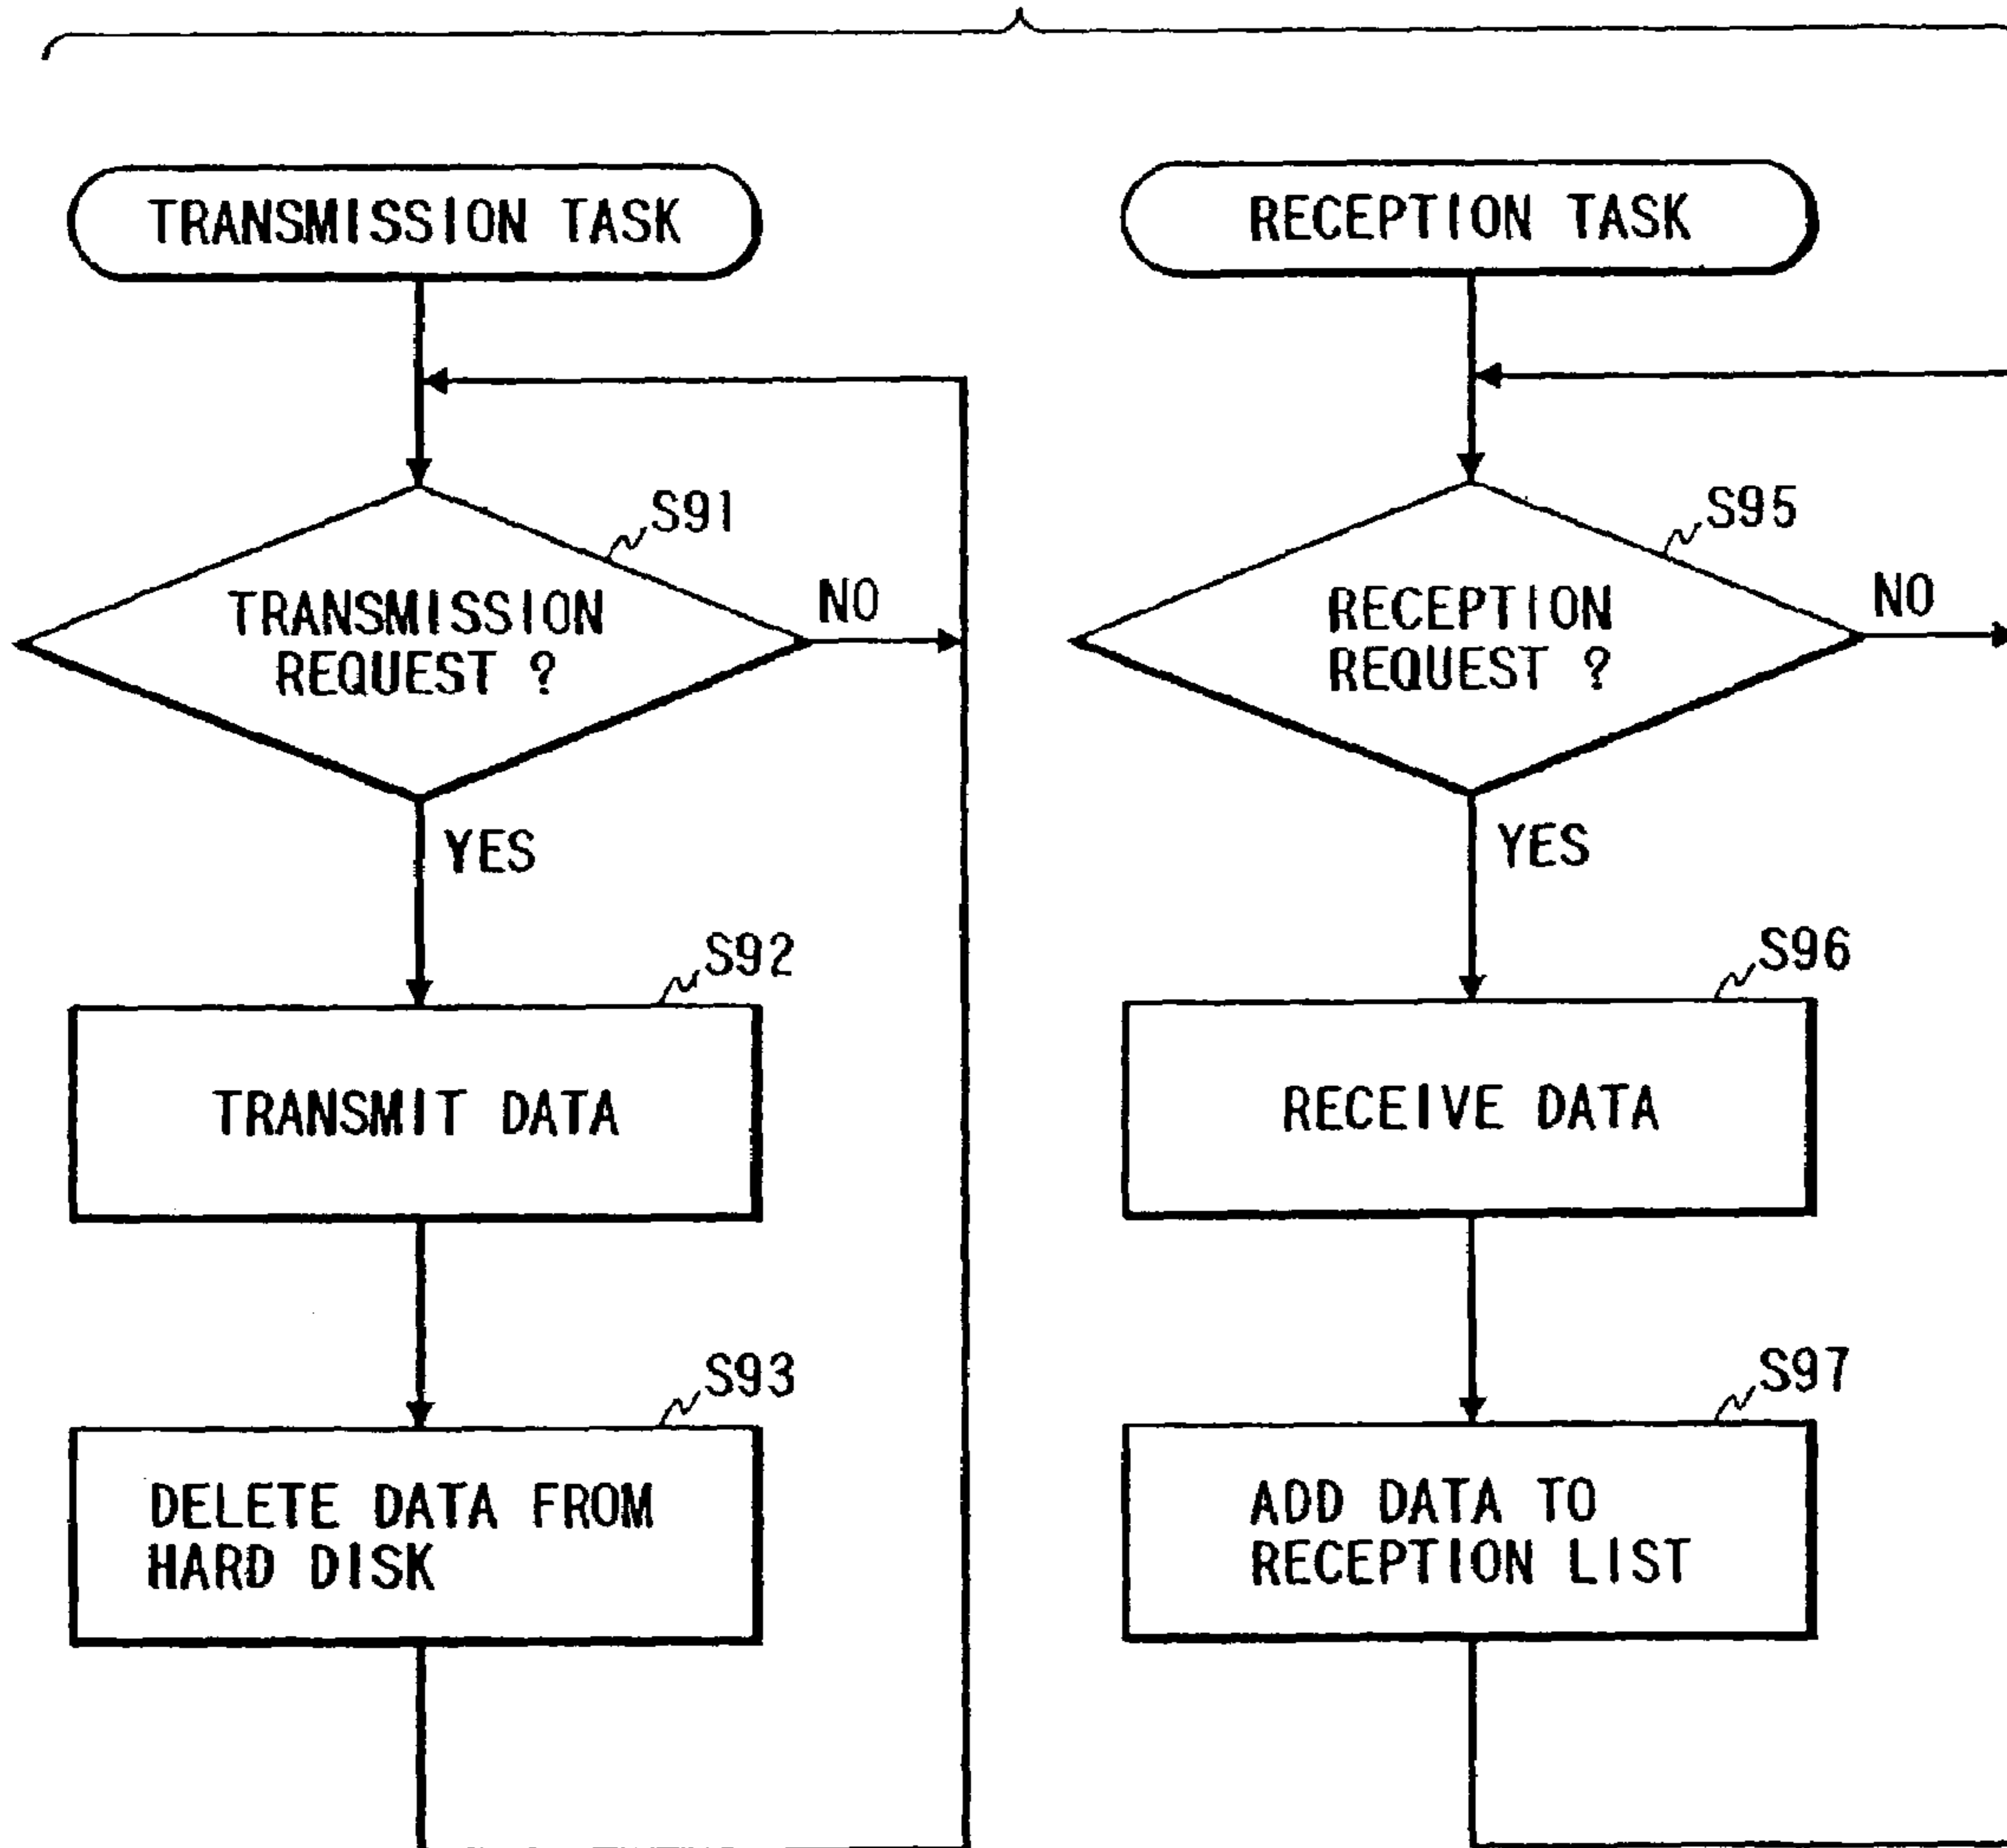 TRANSMISSION TASK
S91
TRANSMISSION
REQUEST ?
NO
YES
S92
TRANSMIT DATA
S93
DELETE DATA FROM
HARD DISK
RECEPTION TASK
S95
RECEPTION
REQUEST ?
NO
YES
S96
RECEIVE DATA
S97
ADD DATA TO
RECEPTION LIST